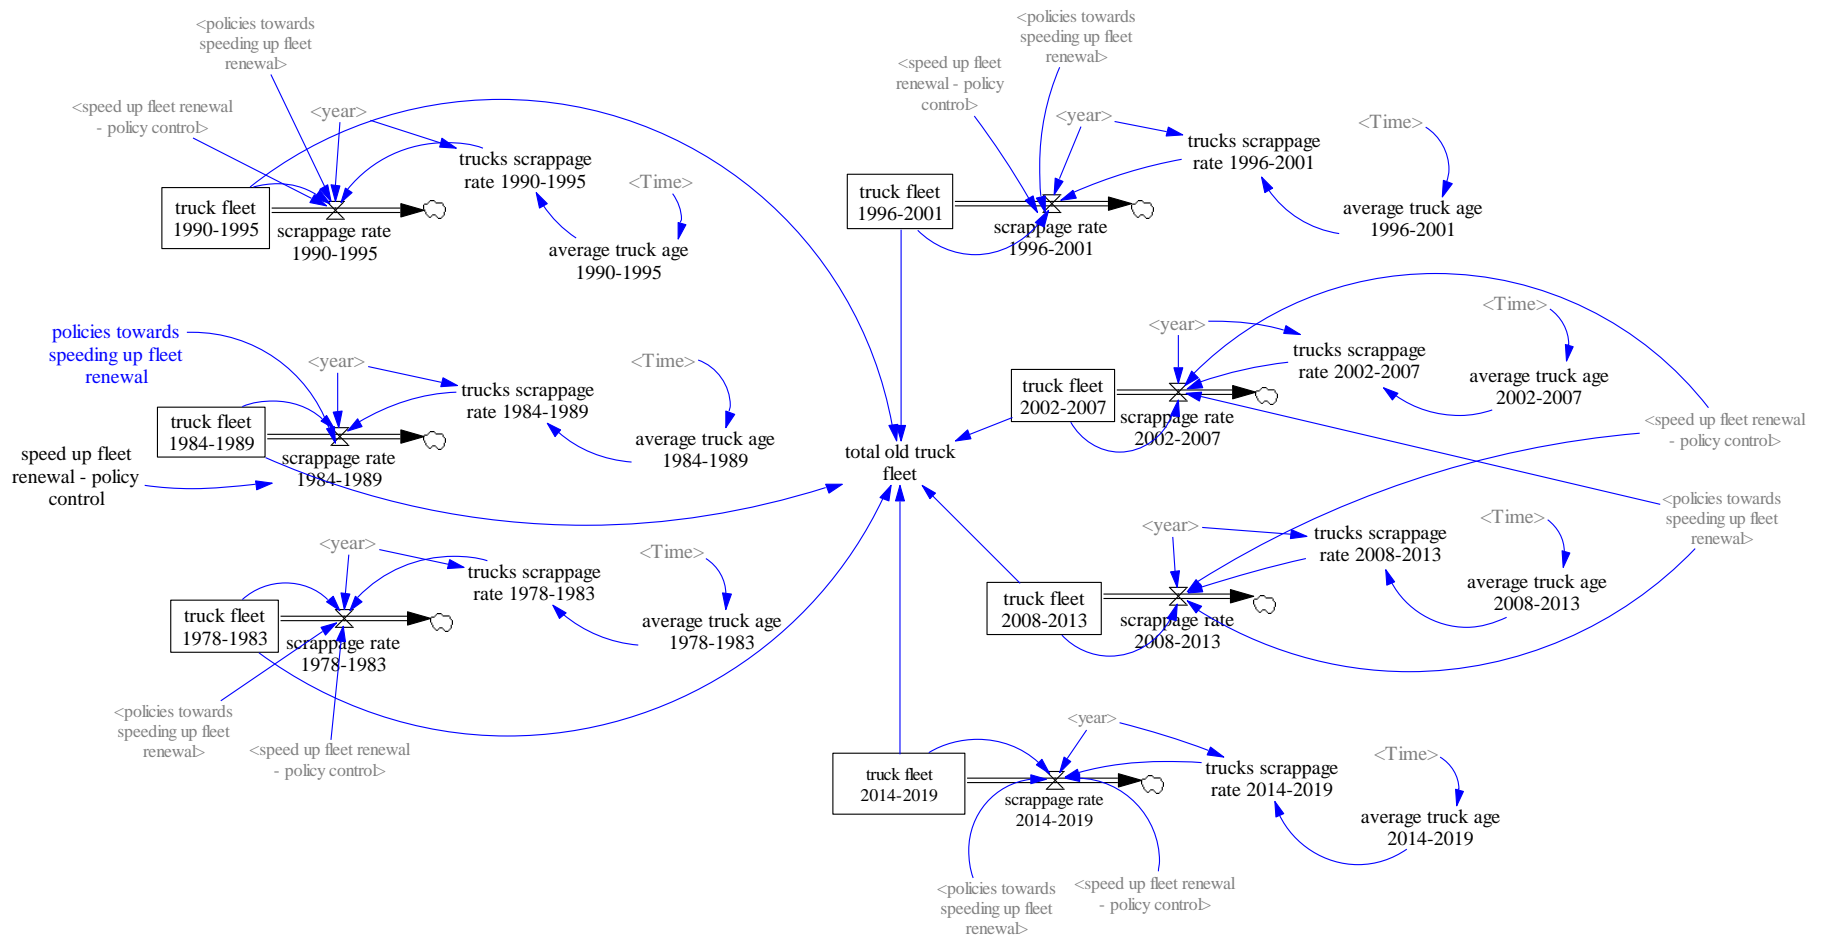 <policies towards
speeding up fleet
renewal>
<speed up fleet renewal
- policy control>
<year>
trucks scrappage
rate 1990-1995
<Time>
truck fleet
1990-1995
scrappage rate
1990-1995
average truck age
1990-1995
policies towards
speeding up fleet
renewal
<year>
<Time>
trucks scrappage
rate 1984-1989
truck fleet
1984-1989
scrappage rate
1984-1989
average truck age
1984-1989
speed up fleet
renewal - policy
control
<year>
<Time>
trucks scrappage
rate 1978-1983
truck fleet
1978-1983
scrappage rate
1978-1983
average truck age
1978-1983
<policies towards
speeding up fleet
renewal>
<speed up fleet renewal
- policy control>
total old truck
fleet
<policies towards
speeding up fleet
renewal>
<speed up fleet
renewal - policy
control>
<year>
<Time>
trucks scrappage
rate 1996-2001
truck fleet
1996-2001
scrappage rate
1996-2001
average truck age
1996-2001
<Time>
<year>
trucks scrappage
rate 2002-2007
truck fleet
2002-2007
scrappage rate
2002-2007
average truck age
2002-2007
<speed up fleet renewal
- policy control>
<policies towards
speeding up fleet
renewal>
<year>
<Time>
trucks scrappage
rate 2008-2013
truck fleet
2008-2013
scrappage rate
2008-2013
average truck age
2008-2013
<year>
<Time>
trucks scrappage
rate 2014-2019
truck fleet
2014-2019
scrappage rate
2014-2019
average truck age
2014-2019
<policies towards
speeding up fleet
renewal>
<speed up fleet renewal
- policy control>